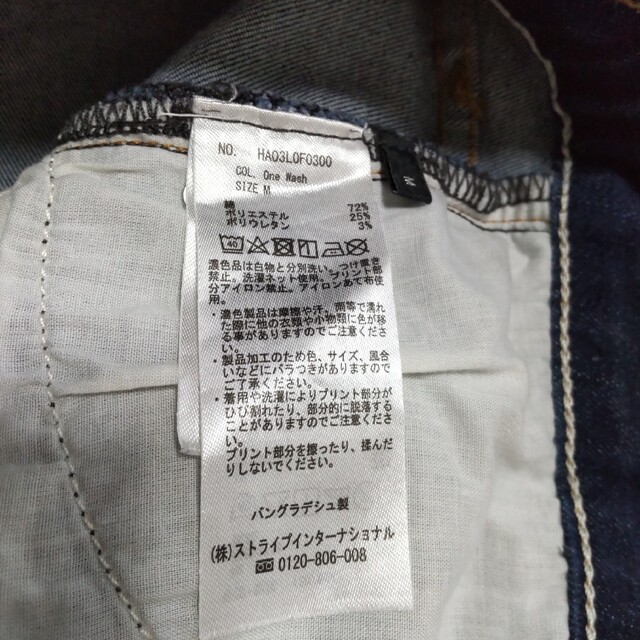 NO. HA03L0F0300
COL. One Wash
SIZE M
綿 72%
ポリエステル 25%
ポリウレタン 3%
40
濃色品は白物と分別洗い、つけ置き
禁止。洗濯ネット使用。プリント部
分アイロン禁止。アイロンあて布使
用。
・濃色製品は摩擦や汗、雨等で濡れ
た際に他の衣類や小物類に色が移
る事がありますのでご注意ください。
・製品加工のため色、サイズ、風合
いなどにバラつきがありますので
ご了承ください。
・着用や洗濯によりプリント部分が
ひび割れたり、部分的に脱落する
ことがありますのでご注意くださ
い。
プリント部分を擦ったり、揉んだ
りしないでください。
バングラデシュ製
(株)ストライプインターナショナル
0120-806-008
M